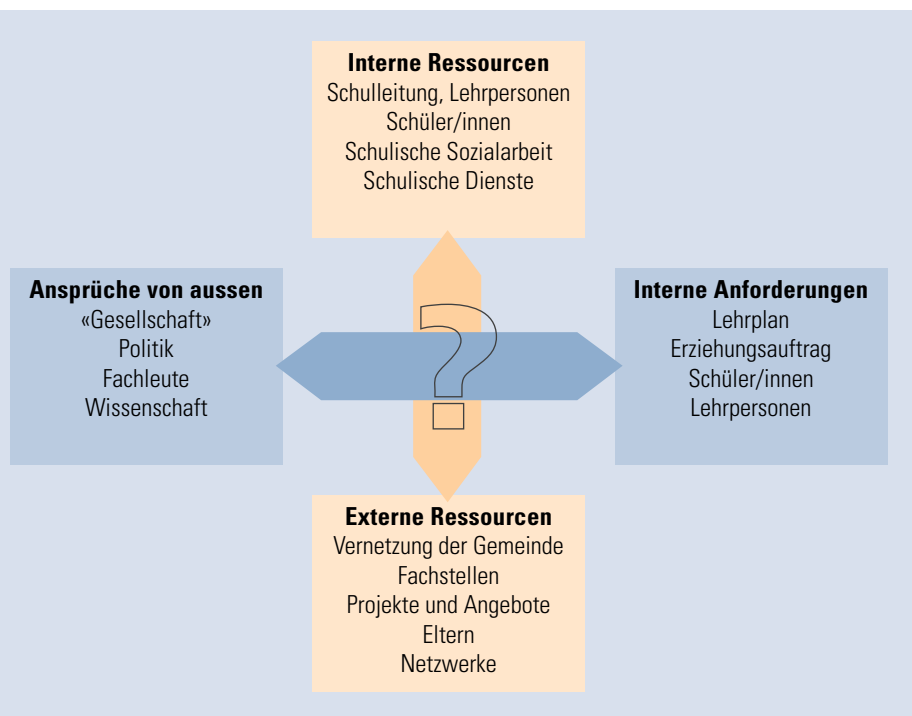 Interne Ressourcen
Schulleitung, Lehrpersonen
Schüler/innen
Schulische Sozialarbeit
Schulische Dienste
Ansprüche von aussen
«Gesellschaft»
Politik
Fachleute
Wissenschaft
?
Interne Anforderungen
Lehrplan
Erziehungsauftrag
Schüler/innen
Lehrpersonen
Externe Ressourcen
Vernetzung der Gemeinde
Fachstellen
Projekte und Angebote
Eltern
Netzwerke